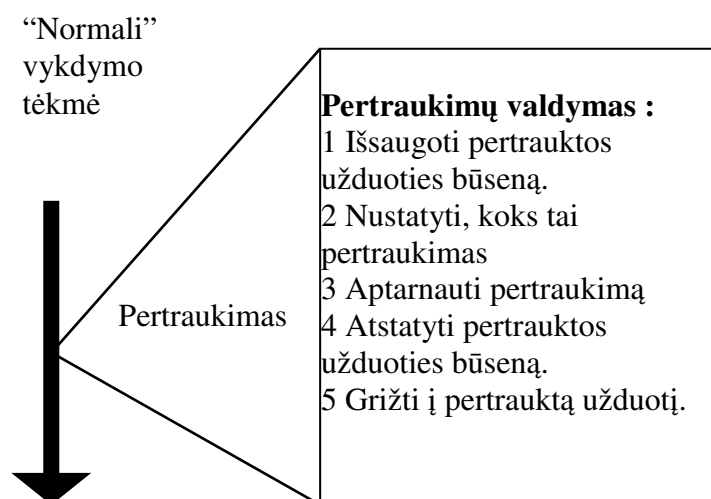 “Normali”
vykdymo
tėkmė
Pertraukimų valdymas :
1 Išsaugoti pertrauktos
užduoties būseną.
2 Nustatyti, koks tai
pertraukimas
3 Aptarnauti pertraukimą
4 Atstatyti pertrauktos
užduoties būseną.
5 Grižti į pertrauktą užduotį.
Pertraukimas